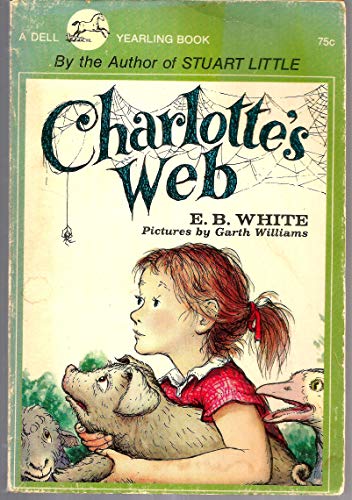 A DELL YEARLING BOOK 75c
By the Author of STUART LITTLE
Charlotte's
Web
E. B. WHITE
Pictures by Garth Williams